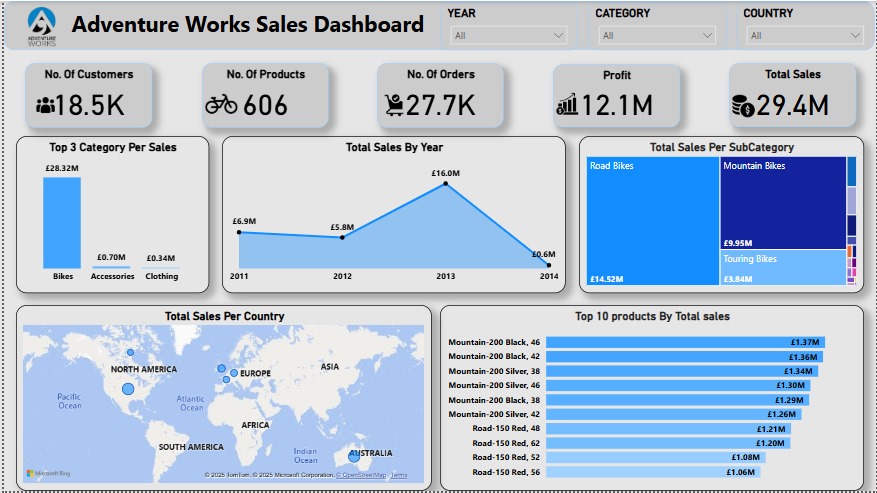 ADVENTURE
WORKS
Adventure Works Sales Dashboard
YEAR
All
CATEGORY
All
COUNTRY
All
No. Of Customers
18.5K
No. Of Products
606
No. Of Orders
27.7K
Profit
12.1M
Total Sales
29.4M
Top 3 Category Per Sales
£28.32M
£0.70M
£0.34M
Bikes
Accessories
Clothing
Total Sales By Year
£6.9M
£5.8M
£16.0M
£0.6M
2011
2012
2013
2014
Total Sales Per SubCategory
Road Bikes
£14.52M
Mountain Bikes
£9.95M
Touring Bikes
£3.84M
Total Sales Per Country
NORTH AMERICA
EUROPE
ASIA
Pacific
Ocean
Atlantic
Ocean
AFRICA
SOUTH AMERICA
Indian
Ocean
AUSTRALIA
Microsoft Bing
© 2025 TomTom, © 2025 Microsoft Corporation, © OpenStreetMap Terms
Top 10 products By Total sales
Mountain-200 Black, 46 £1.37M
Mountain-200 Black, 42 £1.36M
Mountain-200 Silver, 38 £1.34M
Mountain-200 Silver, 46 £1.30M
Mountain-200 Black, 38 £1.29M
Mountain-200 Silver, 42 £1.26M
Road-150 Red, 48 £1.21M
Road-150 Red, 62 £1.20M
Road-150 Red, 52 £1.08M
Road-150 Red, 56 £1.06M